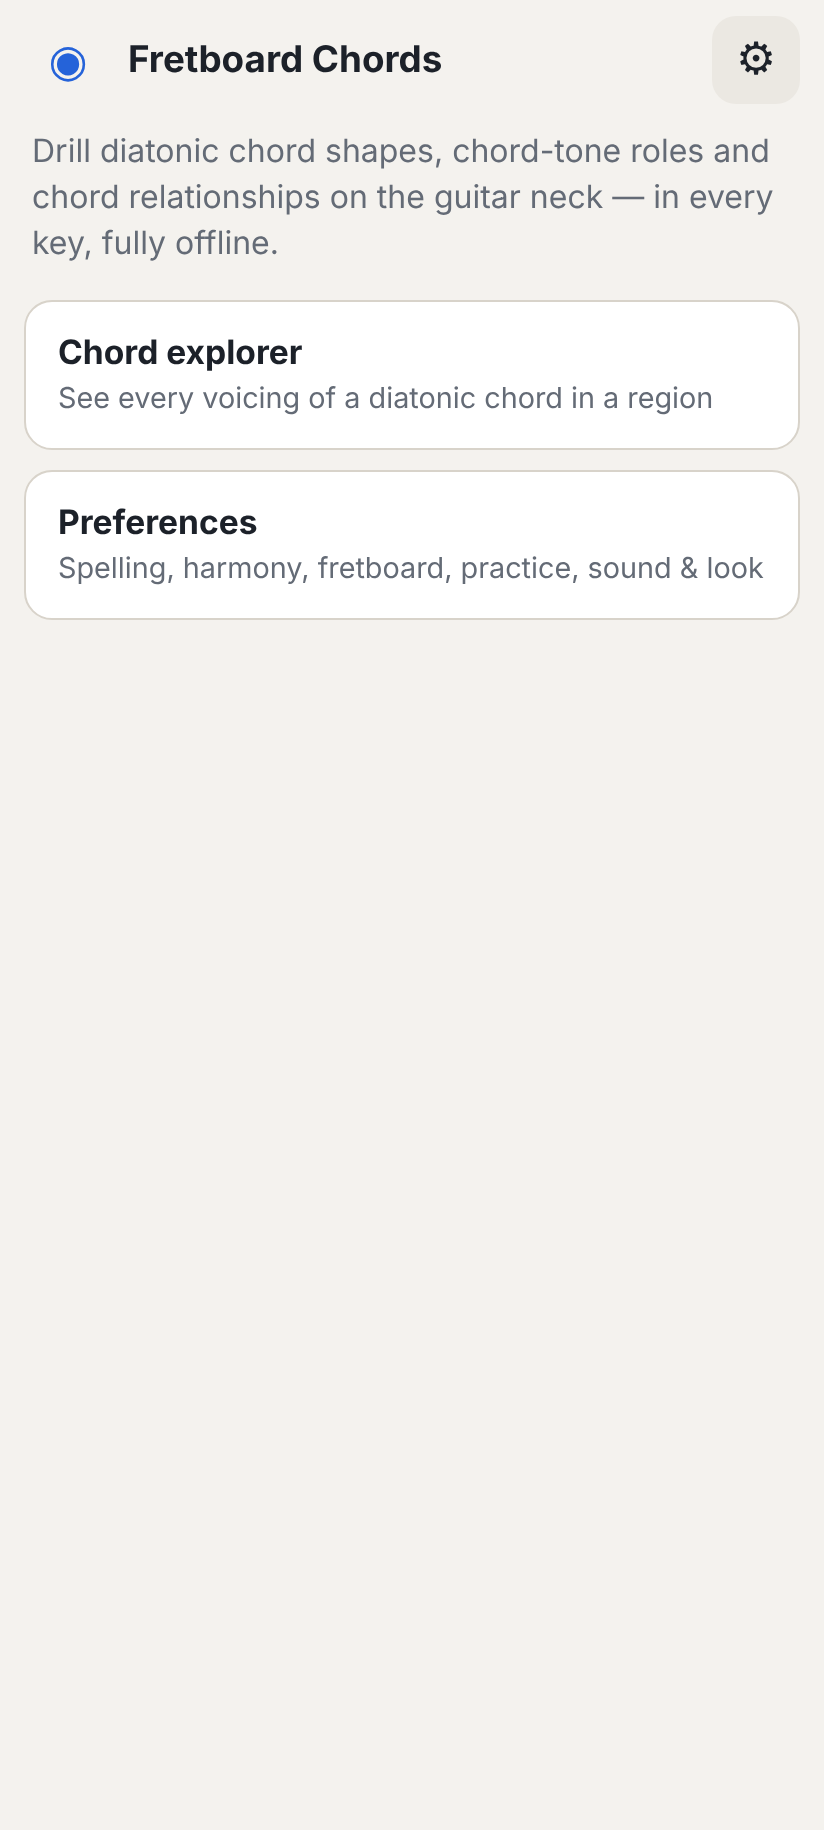 Fretboard Chords
Drill diatonic chord shapes, chord-tone roles and
chord relationships on the guitar neck — in every
key, fully offline.
Chord explorer
See every voicing of a diatonic chord in a region
Preferences
Spelling, harmony, fretboard, practice, sound & look